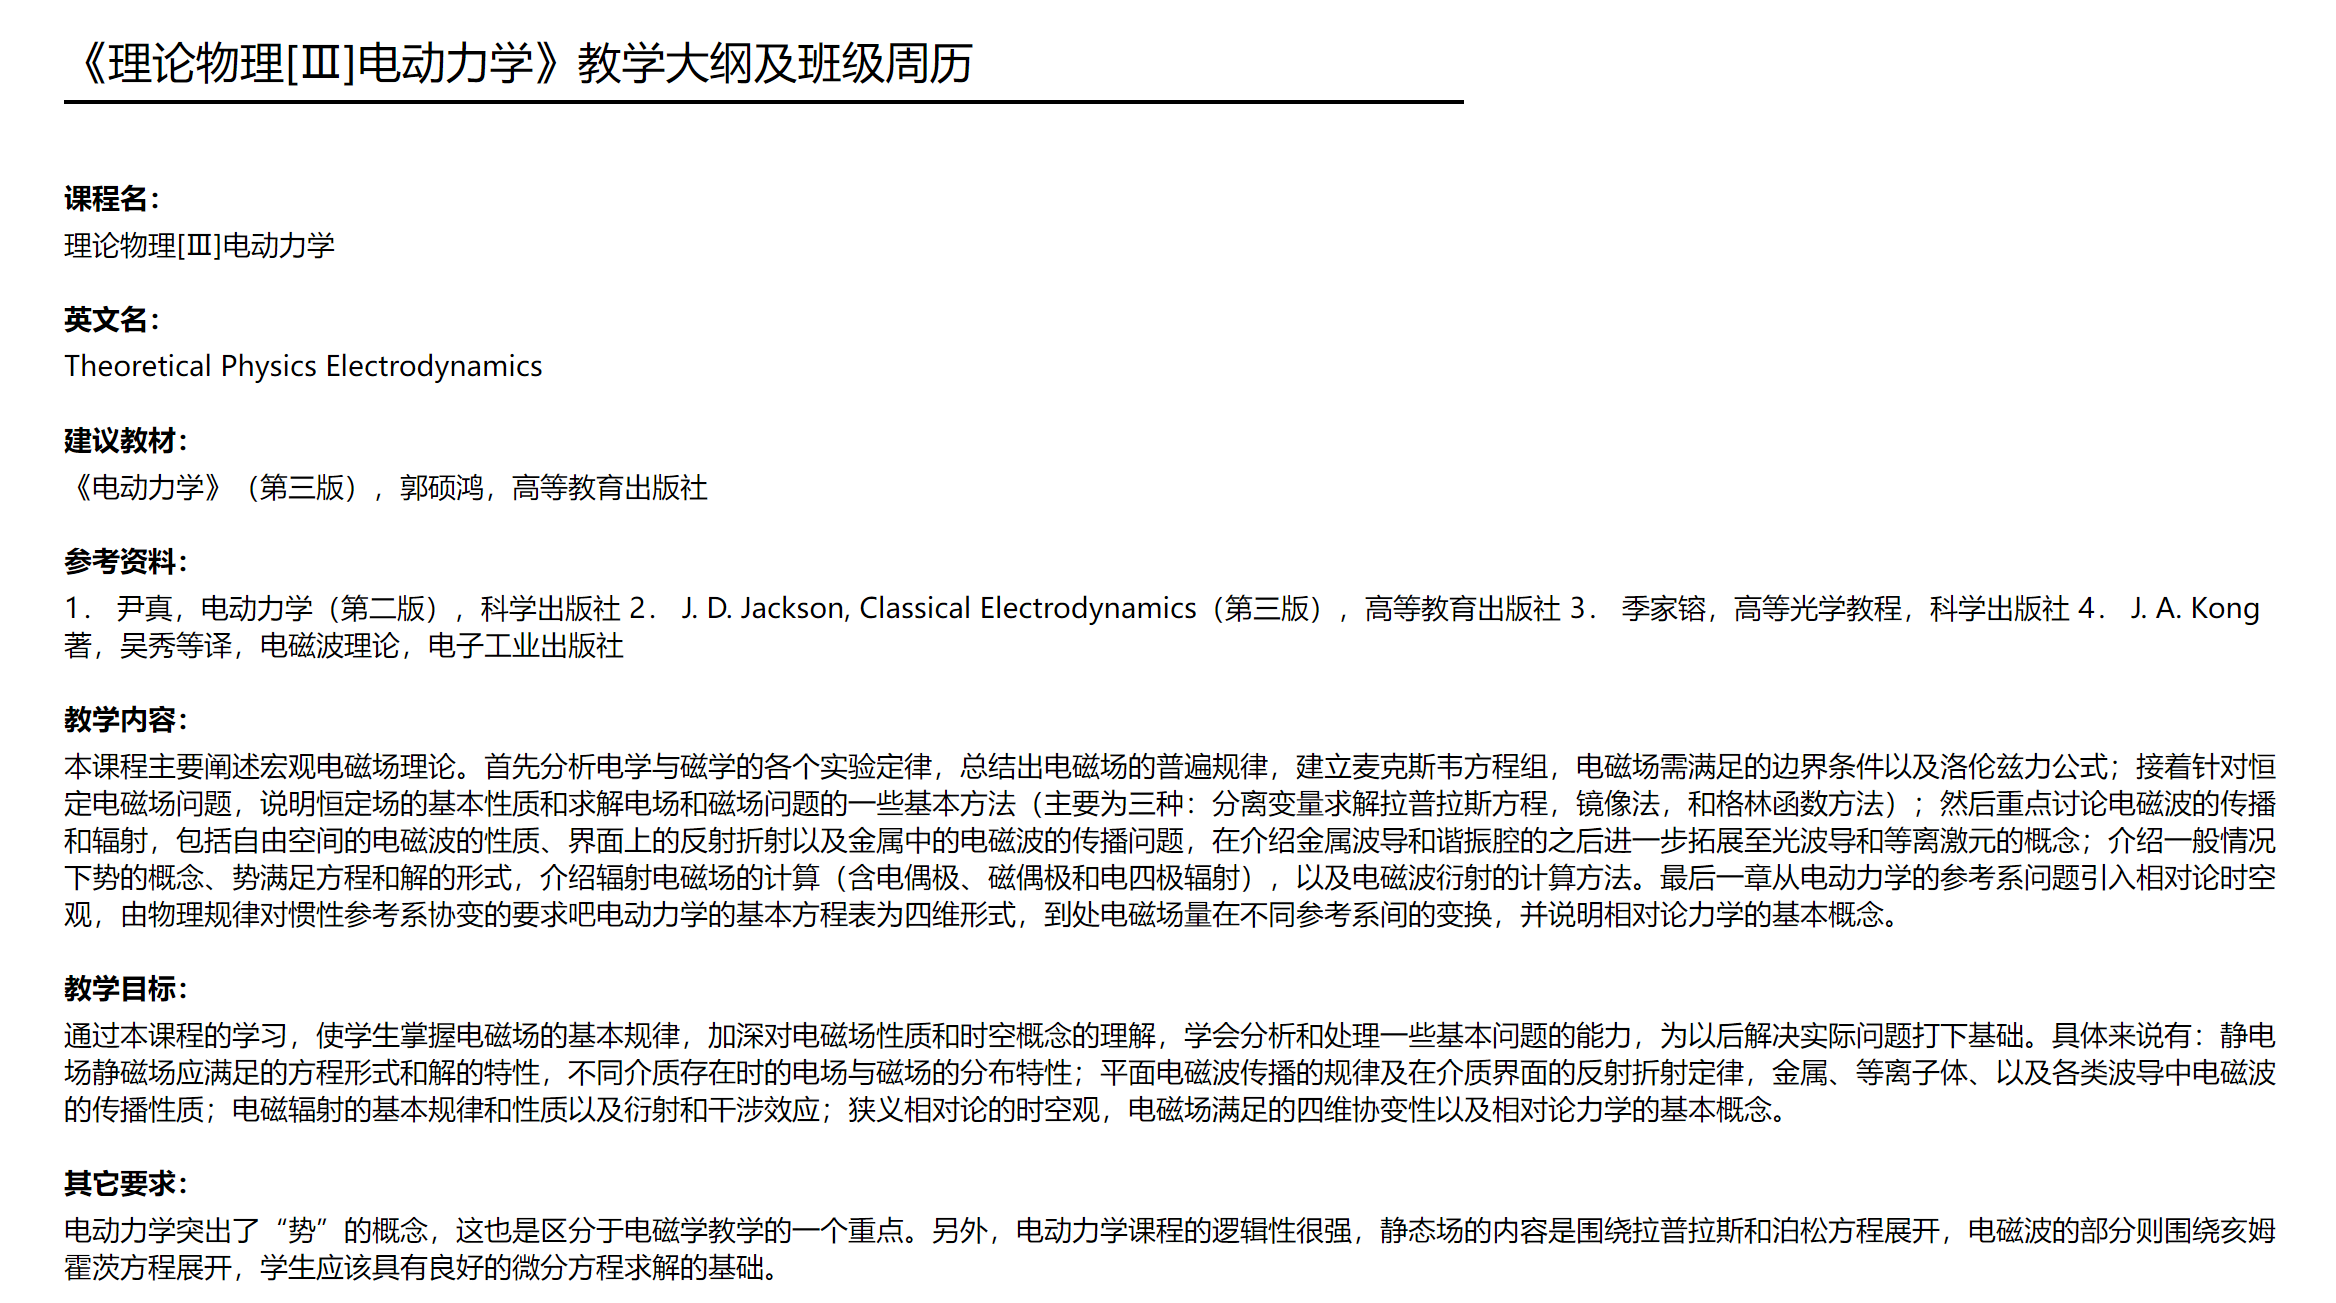 《理论物理[Ⅲ]电动力学》教学大纲及班级周历
课程名：
理论物理[Ⅲ]电动力学
英文名：
Theoretical Physics Electrodynamics
建议教材：
《电动力学》（第三版），郭硕鸿，高等教育出版社
参考资料：
1． 尹真，电动力学（第二版），科学出版社 2． J. D. Jackson, Classical Electrodynamics（第三版），高等教育出版社 3． 季家镕，高等光学教程，科学出版社 4． J. A. Kong
著，吴秀等译，电磁波理论，电子工业出版社
教学内容：
本课程主要阐述宏观电磁场理论。首先分析电学与磁学的各个实验定律，总结出电磁场的普遍规律，建立麦克斯韦方程组，电磁场需满足的边界条件以及洛伦兹力公式；接着针对恒
定电磁场问题，说明恒定场的基本性质和求解电场和磁场问题的一些基本方法（主要为三种：分离变量求解拉普拉斯方程，镜像法，和格林函数方法）；然后重点讨论电磁波的传播
和辐射，包括自由空间的电磁波的性质、界面上的反射折射以及金属中的电磁波的传播问题，在介绍金属波导和谐振腔的之后进一步拓展至光波导和等离激元的概念；介绍一般情况
下势的概念、势满足方程和解的形式，介绍辐射电磁场的计算（含电偶极、磁偶极和电四极辐射），以及电磁波衍射的计算方法。最后一章从电动力学的参考系问题引入相对论时空
观，由物理规律对惯性参考系协变的要求吧电动力学的基本方程表为四维形式，到处电磁场量在不同参考系间的变换，并说明相对论力学的基本概念。
教学目标：
通过本课程的学习，使学生掌握电磁场的基本规律，加深对电磁场性质和时空概念的理解，学会分析和处理一些基本问题的能力，为以后解决实际问题打下基础。具体来说有：静电
场静磁场应满足的方程形式和解的特性，不同介质存在时的电场与磁场的分布特性；平面电磁波传播的规律及在介质界面的反射折射定律，金属、等离子体、以及各类波导中电磁波
的传播性质；电磁辐射的基本规律和性质以及衍射和干涉效应；狭义相对论的时空观，电磁场满足的四维协变性以及相对论力学的基本概念。
其它要求：
电动力学突出了“势”的概念，这也是区分于电磁学教学的一个重点。另外，电动力学课程的逻辑性很强，静态场的内容是围绕拉普拉斯和泊松方程展开，电磁波的部分则围绕亥姆
霍茨方程展开，学生应该具有良好的微分方程求解的基础。